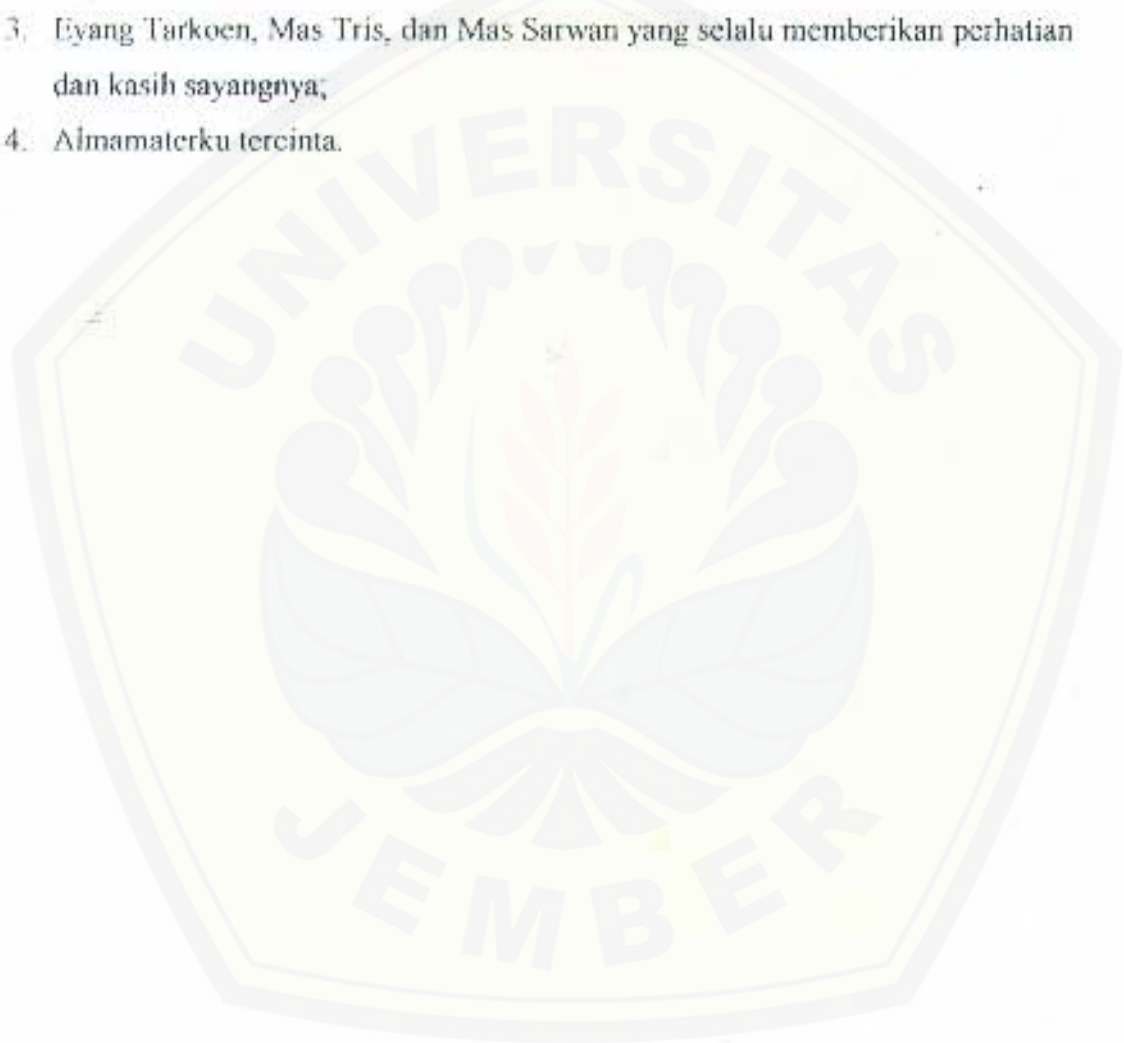 3. Eyang Tarkoen, Mas Tris, dan Mas Sarwan yang selalu memberikan perhatian
dan kasih sayangnya;
4. Almamaterku tercinta.
UNIVERSITAS
JEMBER